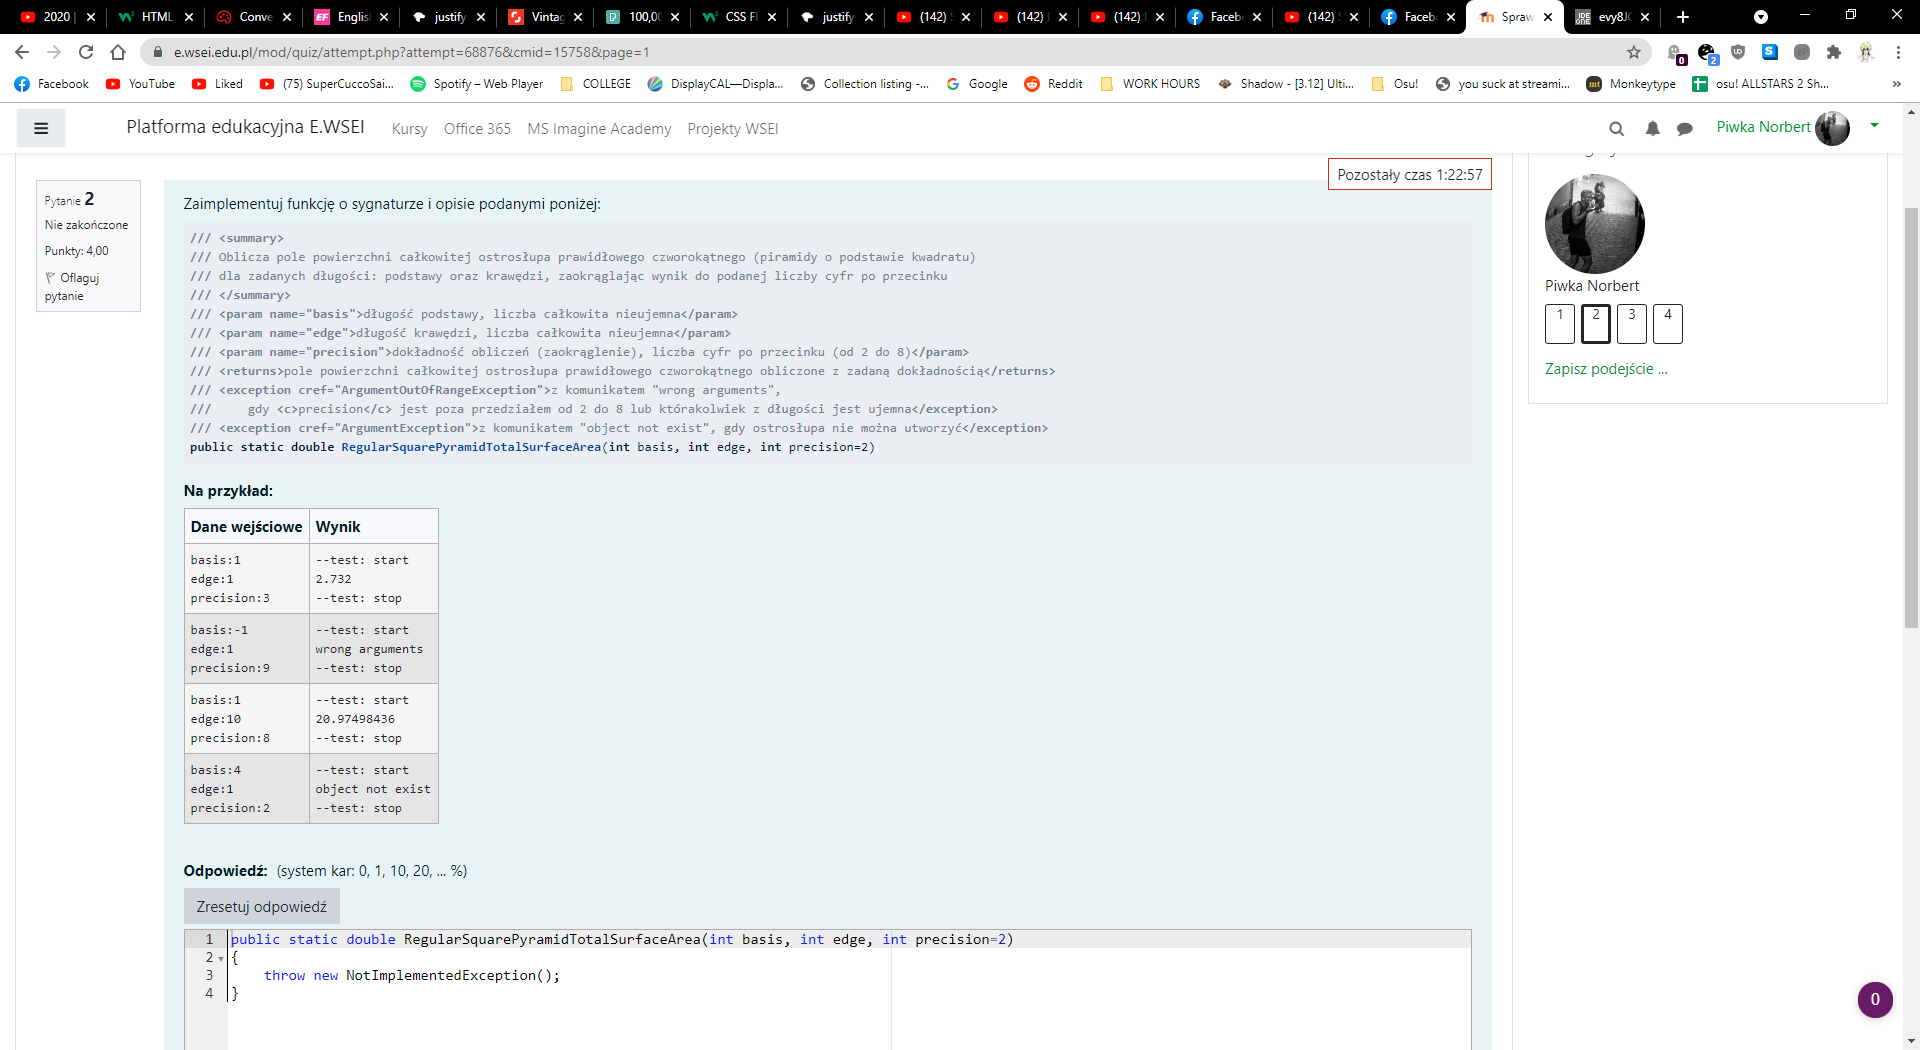 2020 |
HTML
Conve
Englis
justify
Vintag
100,0(
CSS Fl
justify
(142) S
(142) |
(142) |
Faceb
(142) S
Faceb
Spraw
evy8J(
e.wsei.edu.pl/mod/quiz/attempt.php?attempt=68876&cmid=15758&page=1
Facebook
YouTube
Liked
(75) SuperCuccoSai...
Spotify – Web Player
COLLEGE
DisplayCAL—Displa...
Collection listing -...
Google
Reddit
WORK HOURS
Shadow - [3.12] Ulti...
Osu!
you suck at streami...
Monkeytype
osu! ALLSTARS 2 Sh...
»
Platforma edukacyjna E.WSEI
Kursy
Office 365
MS Imagine Academy
Projekty WSEI
Piwka Norbert
Pozostały czas 1:22:57
Pytanie 2
Nie zakończone
Punkty: 4,00
Oflaguj
pytanie
Zaimplementuj funkcję o sygnaturze i opisie podanymi poniżej:
/// <summary>
/// Oblicza pole powierzchni całkowitej ostrosłupa prawidłowego czworokątnego (piramidy o podstawie kwadratu)
/// dla zadanych długości: podstawy oraz krawędzi, zaokrąglając wynik do podanej liczby cyfr po przecinku
/// </summary>
/// <param name="basis">długość podstawy, liczba całkowita nieujemna</param>
/// <param name="edge">długość krawędzi, liczba całkowita nieujemna</param>
/// <param name="precision">dokładność obliczeń (zaokrąglenie), liczba cyfr po przecinku (od 2 do 8)</param>
/// <returns>pole powierzchni całkowitej ostrosłupa prawidłowego czworokątnego obliczone z zadaną dokładnością</returns>
/// <exception cref="ArgumentOutOfRangeException">z komunikatem "wrong arguments",
///     gdy <c>precision</c> jest poza przedziałem od 2 do 8 lub którakolwiek z długości jest ujemna</exception>
/// <exception cref="ArgumentException">z komunikatem "object not exist", gdy ostrosłupa nie można utworzyć</exception>
public static double RegularSquarePyramidTotalSurfaceArea(int basis, int edge, int precision=2)
Na przykład:
Dane wejściowe
Wynik
basis:1
edge:1
precision:3
--test: start
2.732
--test: stop
basis:-1
edge:1
precision:9
--test: start
wrong arguments
--test: stop
basis:1
edge:10
precision:8
--test: start
20.97498436
--test: stop
basis:4
edge:1
precision:2
--test: start
object not exist
--test: stop
Odpowiedź: (system kar: 0, 1, 10, 20, ... %)
Zresetuj odpowiedź
1 public static double RegularSquarePyramidTotalSurfaceArea(int basis, int edge, int precision=2)
2 {
3     throw new NotImplementedException();
4 }
Piwka Norbert
1
2
3
4
Zapisz podejście ...
0